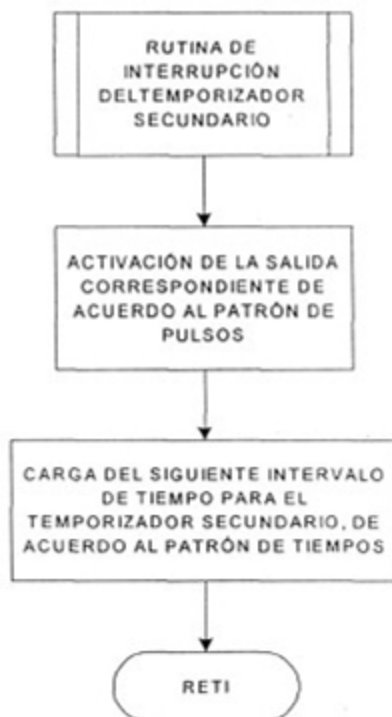 RUTINA DE
INTERRUPCIÓN
DELTEMPORIZADOR
SECUNDARIO
ACTIVACIÓN DE LA SALIDA
CORRESPONDIENTE DE
ACUERDO AL PATRÓN DE
PULSOS
CARGA DEL SIGUIENTE INTERVALO
DE TIEMPO PARA EL
TEMPORIZADOR SECUNDARIO, DE
ACUERDO AL PATRÓN DE TIEMPOS
RETI